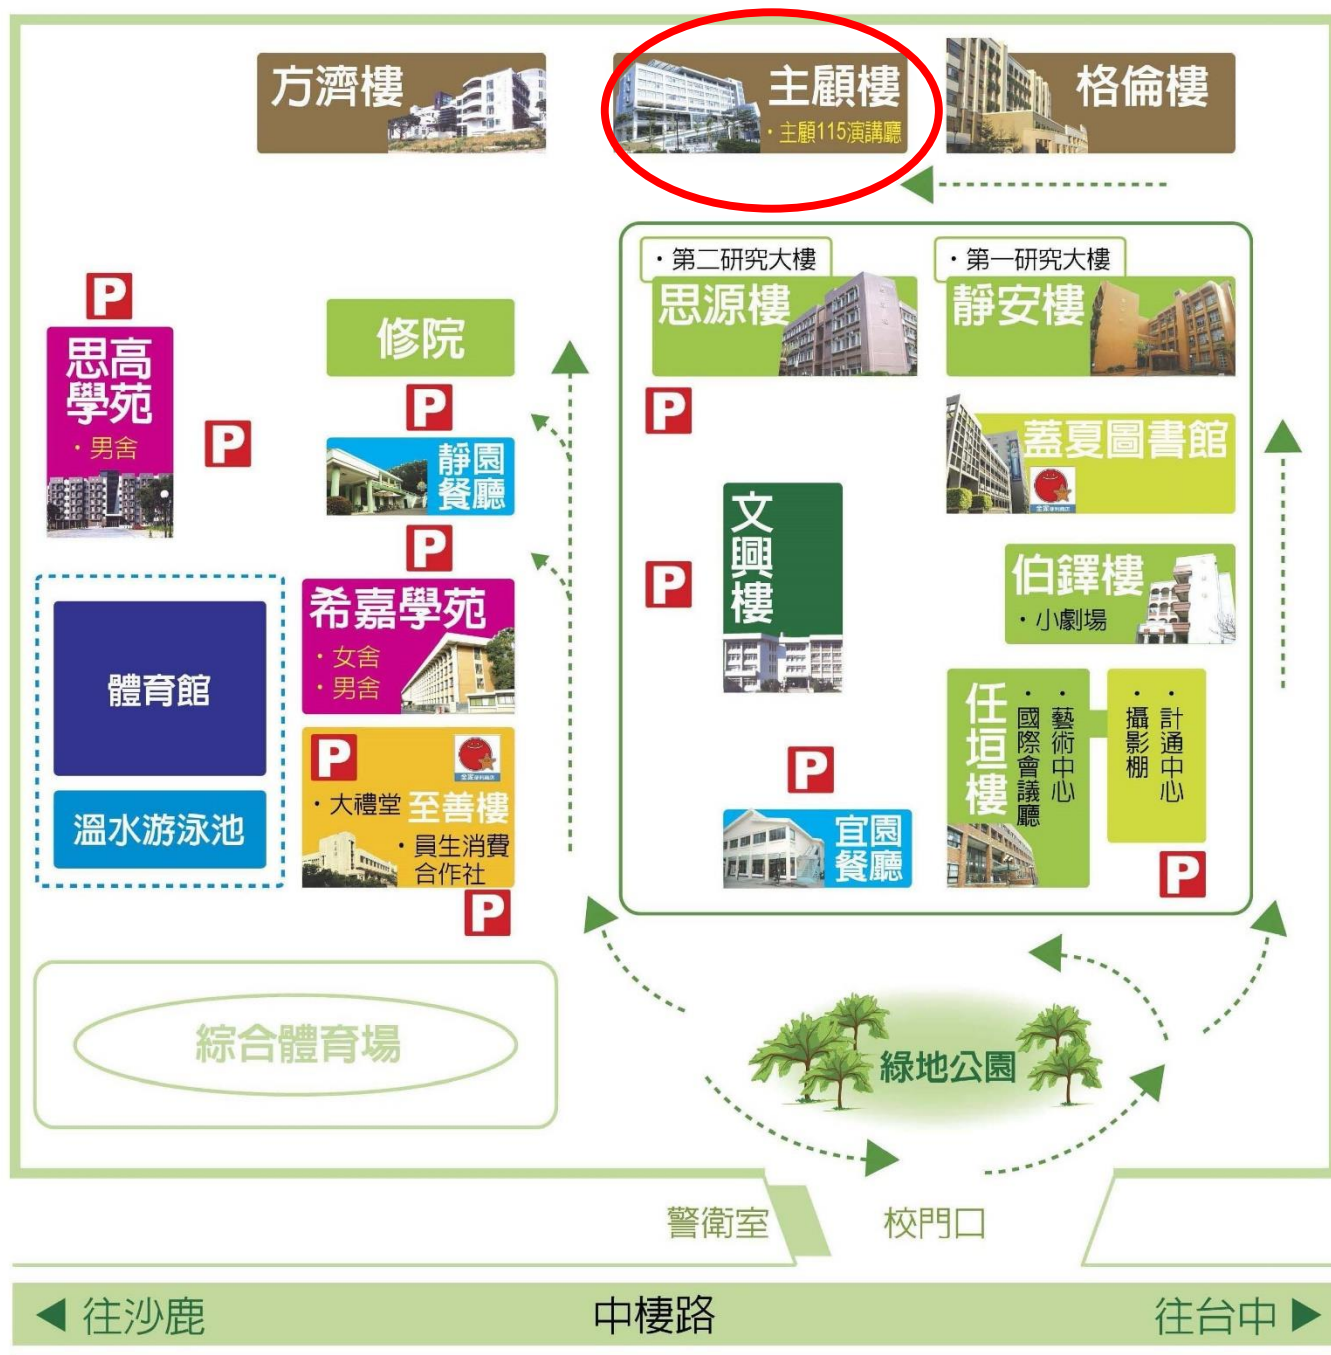 方濟樓
主顧樓
・主顧115演講廳
格倫樓
・第二研究大樓
思源樓
・第一研究大樓
靜安樓
P
思高
學苑
・男舍
P
修院
P
靜園
餐廳
P
希嘉學苑
・女舍
・男舍
P
・大禮堂
至善樓
・員生消費
合作社
P
體育館
溫水游泳池
P
P
文興樓
P
宜園
餐廳
蓋夏圖書館
伯鐸樓
・小劇場
任垣樓
・藝術中心
・國際會議廳
・計通中心
・攝影棚
P
綜合體育場
綠地公園
警衛室
校門口
往沙鹿
中棲路
往台中